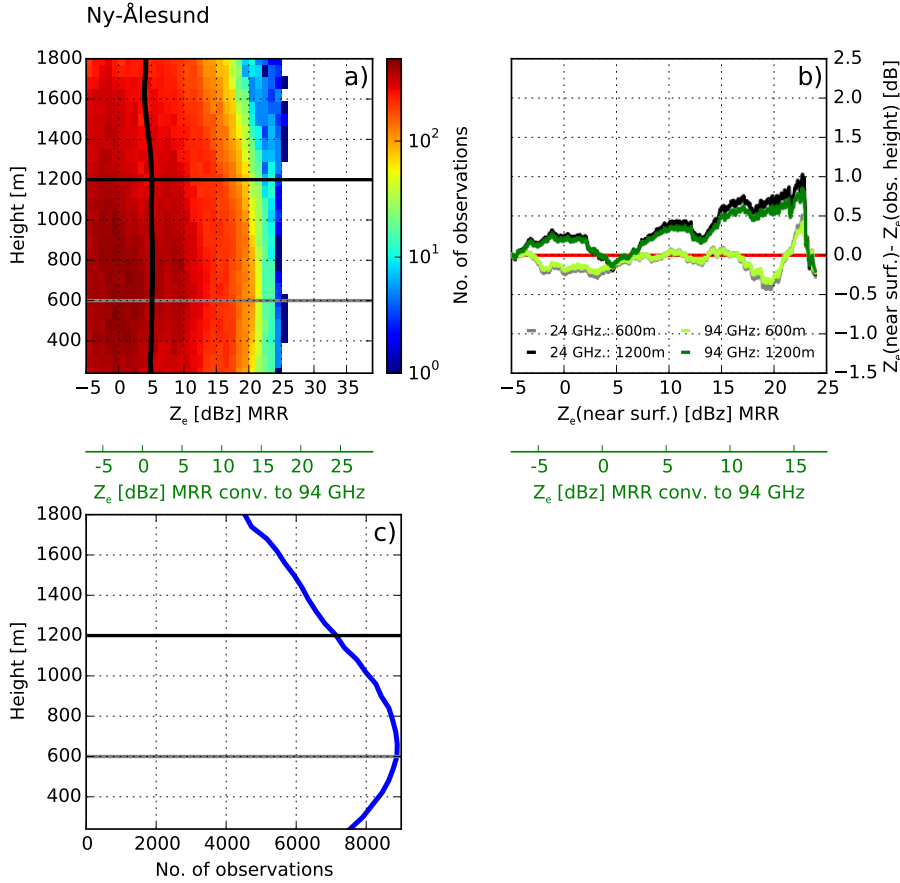 Ny-Ålesund
a)
1800
1600
1400
1200
1000
800
600
400
Height [m]
−5 0 5 10 15 20 25 30 35
Z_e [dBz] MRR
10^2
10^1
10^0
No. of observations
-5 0 5 10 15 20 25
Z_e [dBz] MRR conv. to 94 GHz
b)
2.5
2.0
1.5
1.0
0.5
0.0
−0.5
−1.0
−1.5
Z_e(near surf.)- Z_e(obs. height) [dB]
24 GHz.: 600m
24 GHz.: 1200m
94 GHz: 600m
94 GHz: 1200m
−5 0 5 10 15 20 25
Z_e(near surf.) [dBz] MRR
-5 0 5 10 15
Z_e [dBz] MRR conv. to 94 GHz
c)
1800
1600
1400
1200
1000
800
600
400
Height [m]
0 2000 4000 6000 8000
No. of observations